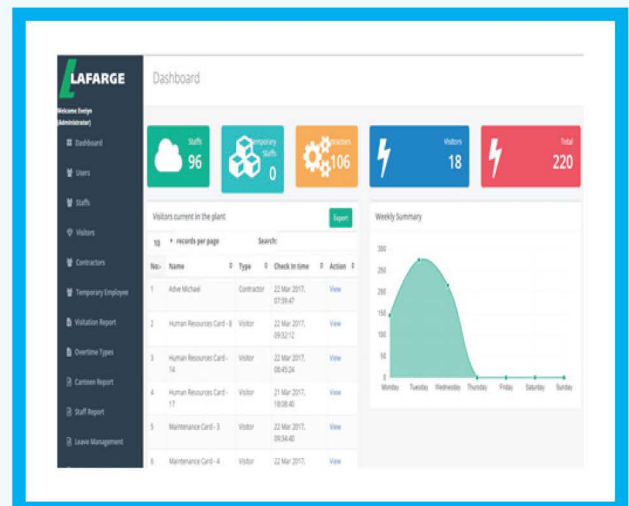 LAFARGE
Dashboard
Welcome Evelyn
(Administrator)
Dashboard
Users
Staffs
Visitors
Contractors
Temporary Employee
Visitation Report
Overtime Types
Canteen Report
Staff Report
Leave Management
Staffs
96
Temporary
Staffs
0
Contractors
106
Visitors
18
Total
220
Visitors current in the plant
Export
10 records per page Search:
No: Name Type Check In time Action
1 Adve Michael Contractor 22 Mar 2017,
07:39:47 View
2 Human Resources Card - 8 Visitor 22 Mar 2017,
09:32:12 View
3 Human Resources Card -
14 Visitor 22 Mar 2017,
08:45:24 View
4 Human Resources Card -
17 Visitor 21 Mar 2017,
18:08:40 View
5 Maintenance Card - 3 Visitor 22 Mar 2017,
09:34:40 View
6 Maintenance Card - 4 Visitor 22 Mar 2017, View
Weekly Summary
300
250
200
150
100
50
0
Monday Tuesday Wednesday Thursday Friday Saturday Sunday